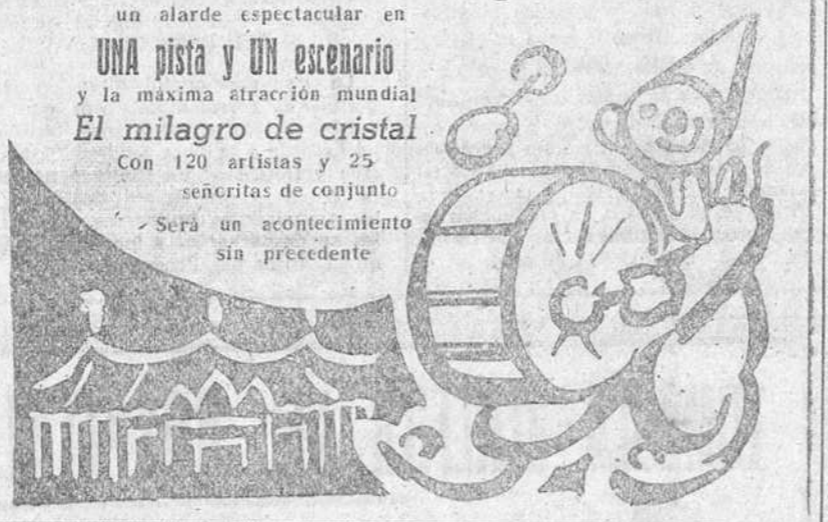 un alarde espectacular en
UNA pista y UN escenario
y la máxima atracción mundial
El milagro de cristal
Con 120 artistas y 25
señoritas de conjunto
Será un acontecimiento
sin precedente